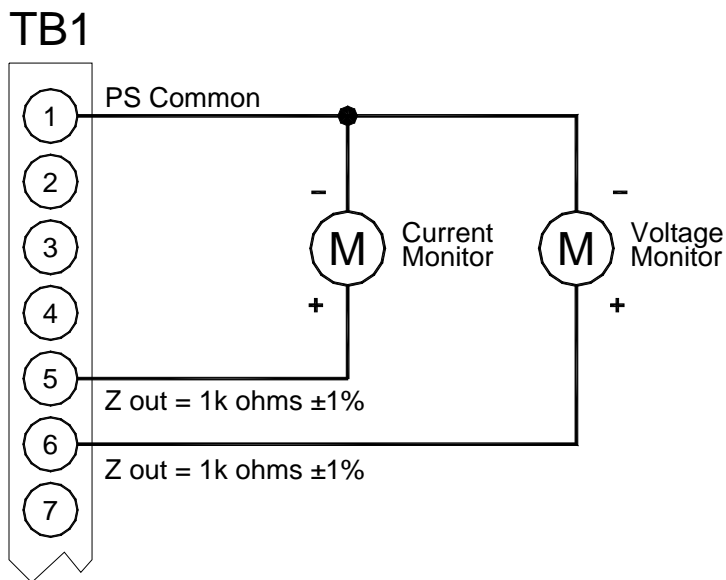 TB1
1
PS Common
2
3
4
5
6
7
–
M
+
Current
Monitor
–
M
+
Voltage
Monitor
Z out = 1k ohms ±1%
Z out = 1k ohms ±1%